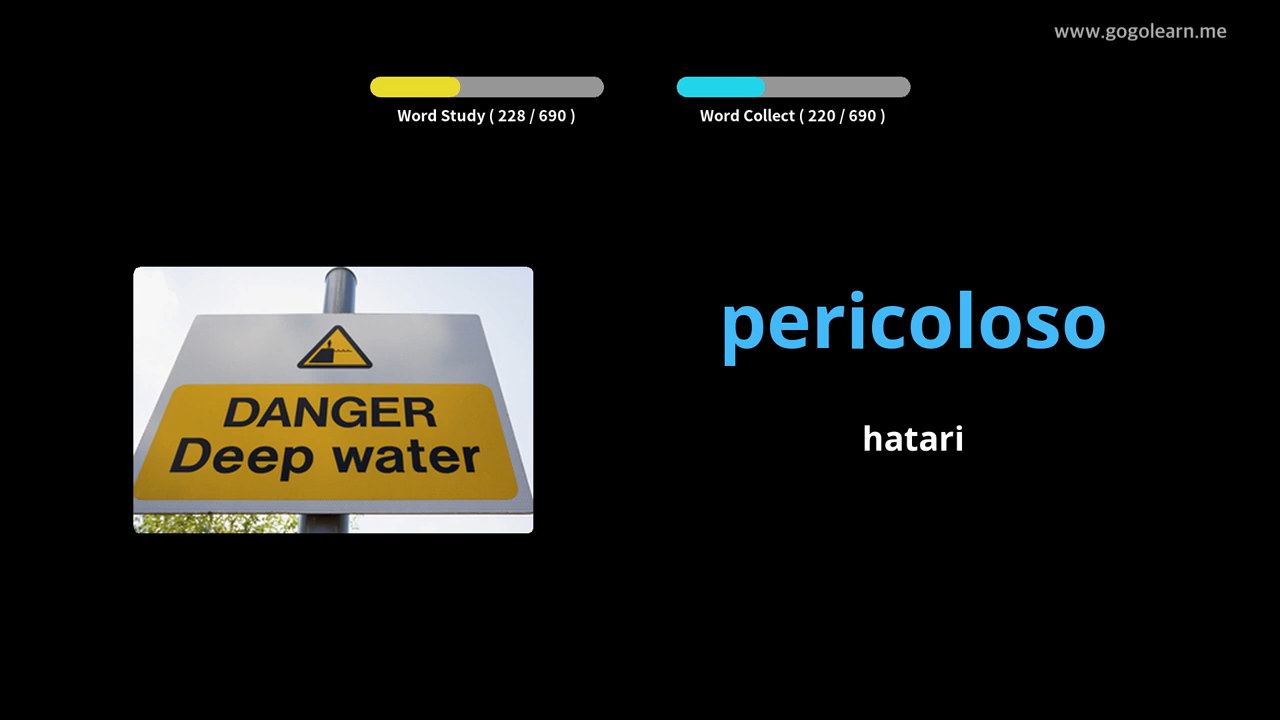 www.gogolearn.me
Word Study ( 228 / 690 )
Word Collect ( 220 / 690 )
DANGER
Deep water
pericoloso
hatari